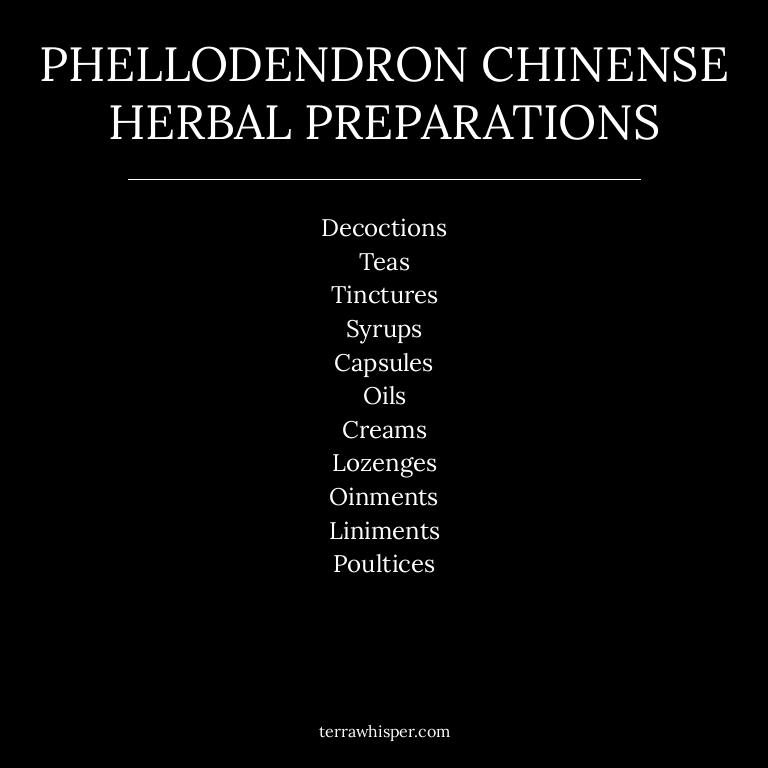 PHELLODENDRON CHINENSE
HERBAL PREPARATIONS
Decoctions
Teas
Tinctures
Syrups
Capsules
Oils
Creams
Lozenges
Oinments
Liniments
Poultices
terrawhisper.com